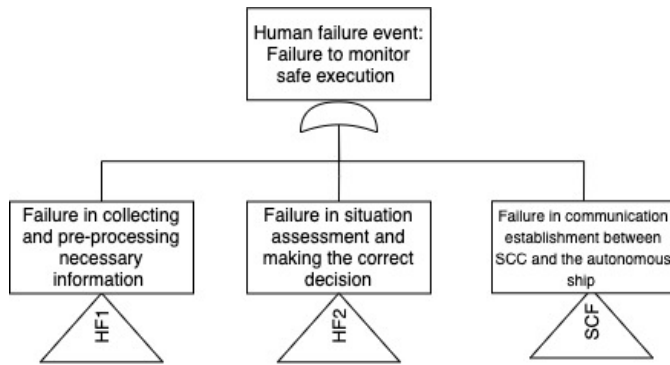 Human failure event:
Failure to monitor
safe execution
Failure in collecting
and pre-processing
necessary
information
Failure in situation
assessment and
making the correct
decision
Failure in communication
establishment between
SCC and the autonomous
ship
HF1
HF2
SCF